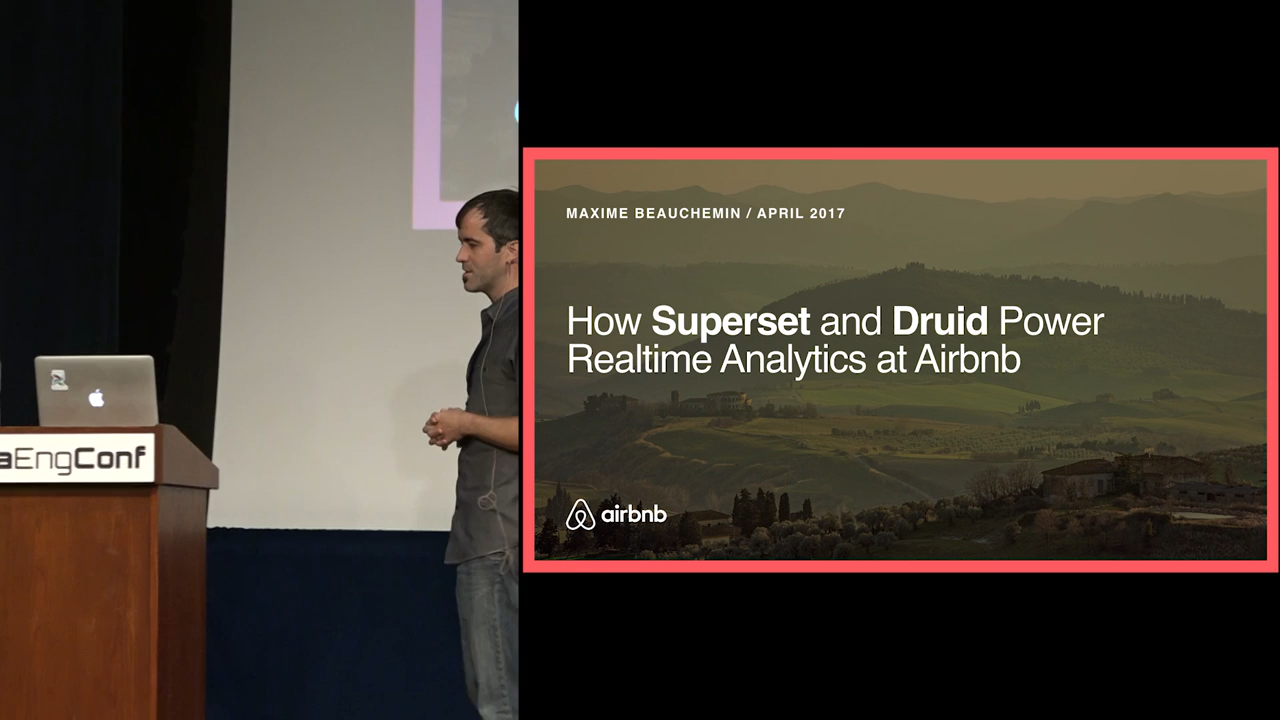 aEngConf
MAXIME BEAUCHEMIN / APRIL 2017
How Superset and Druid Power
Realtime Analytics at Airbnb
airbnb